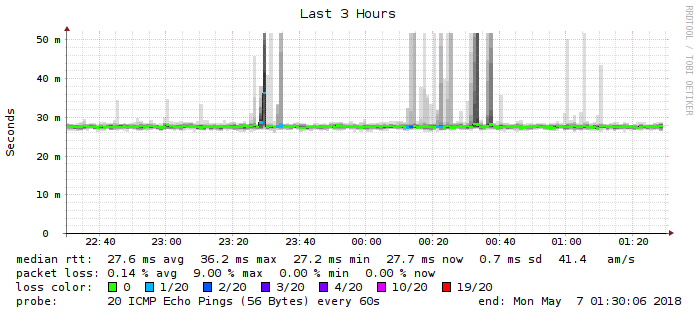 Last 3 Hours
RRDTOOL / TOBI OETIKER
Seconds
50 m
40 m
30 m
20 m
10 m
0
22:40 23:00 23:20 23:40 00:00 00:20 00:40 01:00 01:20
median rtt: 27.6 ms avg 36.2 ms max 27.2 ms min 27.7 ms now 0.7 ms sd 41.4 am/s
packet loss: 0.14 % avg 9.00 % max 0.00 % min 0.00 % now
loss color: 0 1/20 2/20 3/20 4/20 10/20 19/20
probe: 20 ICMP Echo Pings (56 Bytes) every 60s end: Mon May 7 01:30:06 2018